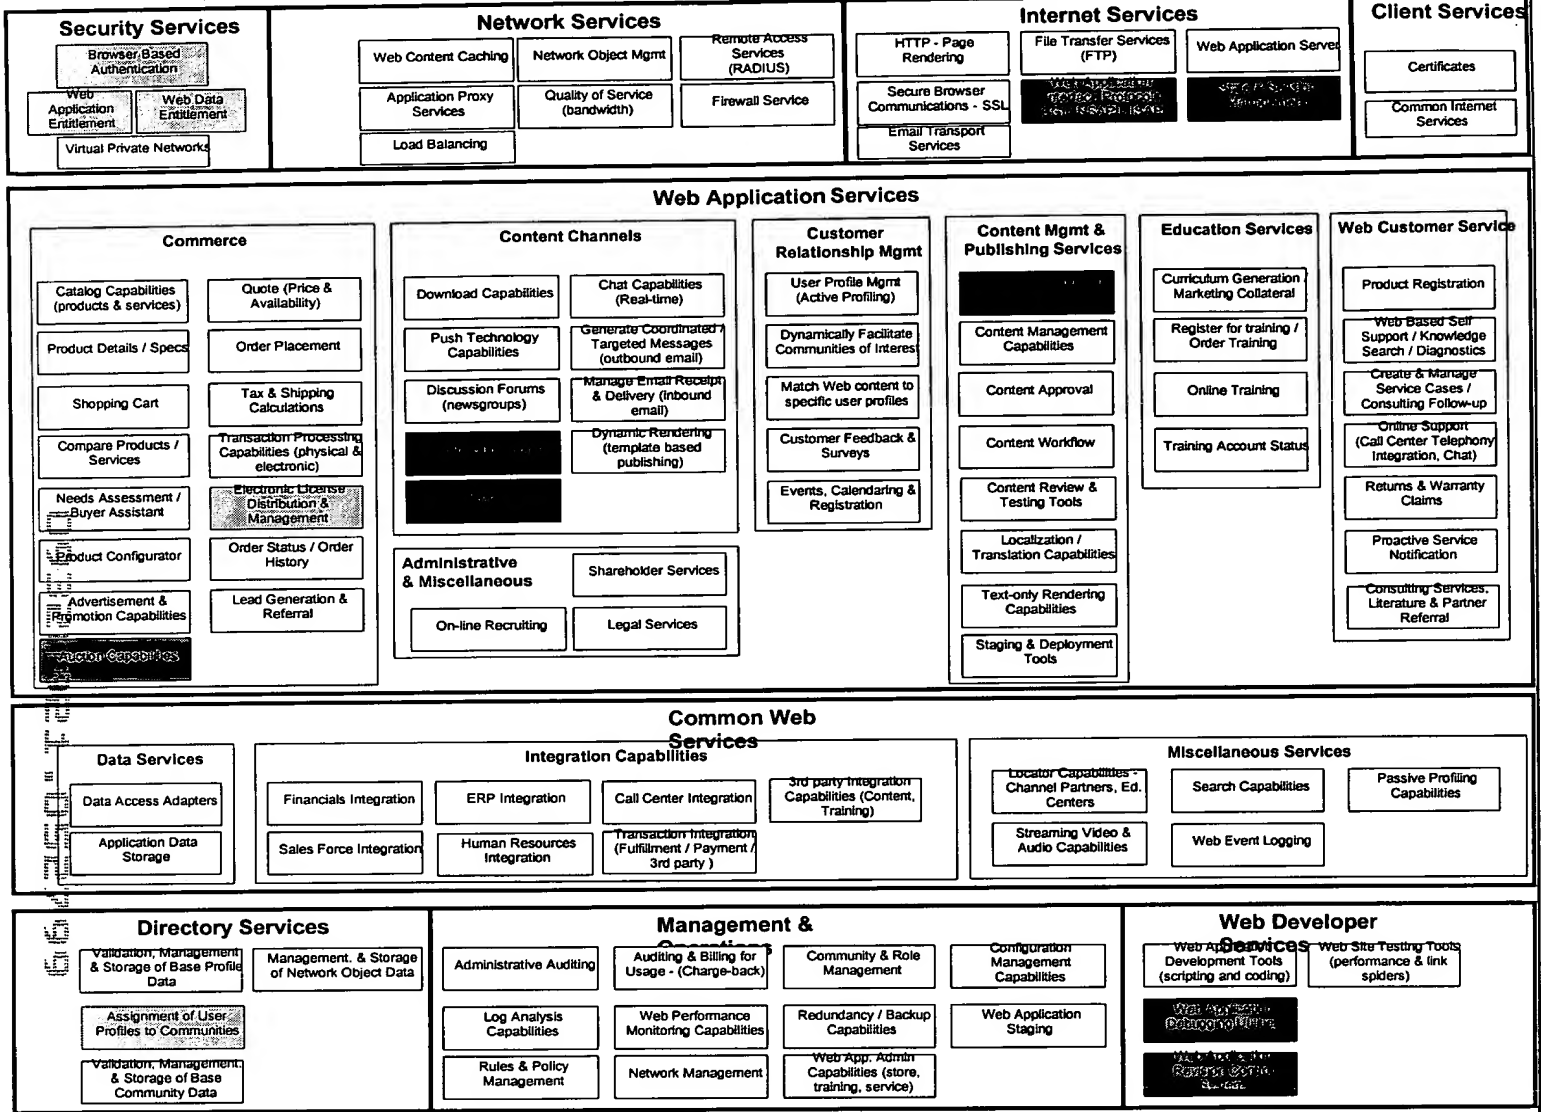 Security Services
Browser Based
Authentication
Web
Application
Entitlement
Web Data
Entitlement
Virtual Private Networks
Network Services
Web Content Caching
Network Object Mgmt
Remote Access
Services
(RADIUS)
Application Proxy
Services
Quality of Service
(bandwidth)
Firewall Service
Load Balancing
Internet Services
HTTP - Page
Rendering
File Transfer Services
(FTP)
Web Application Server
Secure Browser
Communications - SSL
Web Application
Email Transport
Services
Client Services
Certificates
Common Internet
Services
Web Application Services
Commerce
Catalog Capabilities
(products & services)
Quote (Price &
Availability)
Product Details / Specs
Order Placement
Shopping Cart
Tax & Shipping
Calculations
Compare Products /
Services
Transaction Processing
Capabilities (physical &
electronic)
Needs Assessment /
Buyer Assistant
Electronic License
Distribution &
Management
Product Configurator
Order Status / Order
History
Advertisement &
Promotion Capabilities
Lead Generation &
Referral
Auction Capabilities
Content Channels
Download Capabilities
Chat Capabilities
(Real-time)
Push Technology
Capabilities
Generate Coordinated /
Targeted Messages
(outbound email)
Discussion Forums
(newsgroups)
Manage Email Receipt
& Delivery (inbound
email)
Dynamic Rendering
(template based
publishing)
Administrative
& Miscellaneous
Shareholder Services
On-line Recruiting
Legal Services
Customer
Relationship Mgmt
User Profile Mgmt
(Active Profiling)
Dynamically Facilitate
Communities of Interest
Match Web content to
specific user profiles
Customer Feedback &
Surveys
Events, Calendaring &
Registration
Content Mgmt &
Publishing Services
Content Management
Capabilities
Content Approval
Content Workflow
Content Review &
Testing Tools
Localization /
Translation Capabilities
Text-only Rendering
Capabilities
Staging & Deployment
Tools
Education Services
Curriculum Generation
Marketing Collateral
Register for training /
Order Training
Online Training
Training Account Status
Web Customer Service
Product Registration
Web Based Self
Support / Knowledge
Search / Diagnostics
Create & Manage
Service Cases /
Consulting Follow-up
Online Support
(Call Center Telephony
Integration, Chat)
Returns & Warranty
Claims
Proactive Service
Notification
Consulting Services,
Literature & Partner
Referral
Common Web
Services
Data Services
Data Access Adapters
Application Data
Storage
Integration Capabilities
Financials Integration
ERP Integration
Call Center Integration
3rd party Integration
Capabilities (Content,
Training)
Sales Force Integration
Human Resources
Integration
Transaction Integration
(Fulfillment / Payment /
3rd party )
Miscellaneous Services
Locator Capabilities -
Channel Partners, Ed.
Centers
Search Capabilities
Passive Profiling
Capabilities
Streaming Video &
Audio Capabilities
Web Event Logging
Directory Services
Validation, Management
& Storage of Base Profile
Data
Management. & Storage
of Network Object Data
Assignment of User
Profiles to Communities
Validation, Management.
& Storage of Base
Community Data
Management &
Operations
Administrative Auditing
Auditing & Billing for
Usage - (Charge-back)
Community & Role
Management
Configuration
Management
Capabilities
Log Analysis
Capabilities
Web Performance
Monitoring Capabilities
Redundancy / Backup
Capabilities
Web Application
Staging
Rules & Policy
Management
Network Management
Web App. Admin
Capabilities (store,
training, service)
Web Developer
Services
Web Application
Development Tools
(scripting and coding)
Web Site Testing Tools
(performance & link
spiders)
Web Application
Debugging
Web Application
Revision Control